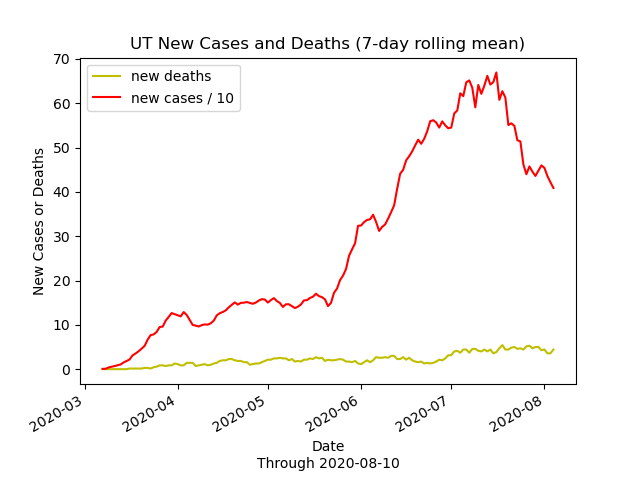 UT New Cases and Deaths (7-day rolling mean)
new deaths
new cases / 10
70
60
50
40
30
20
10
0
New Cases or Deaths
2020-03
2020-04
2020-05
2020-06
2020-07
2020-08
Date
Through 2020-08-10